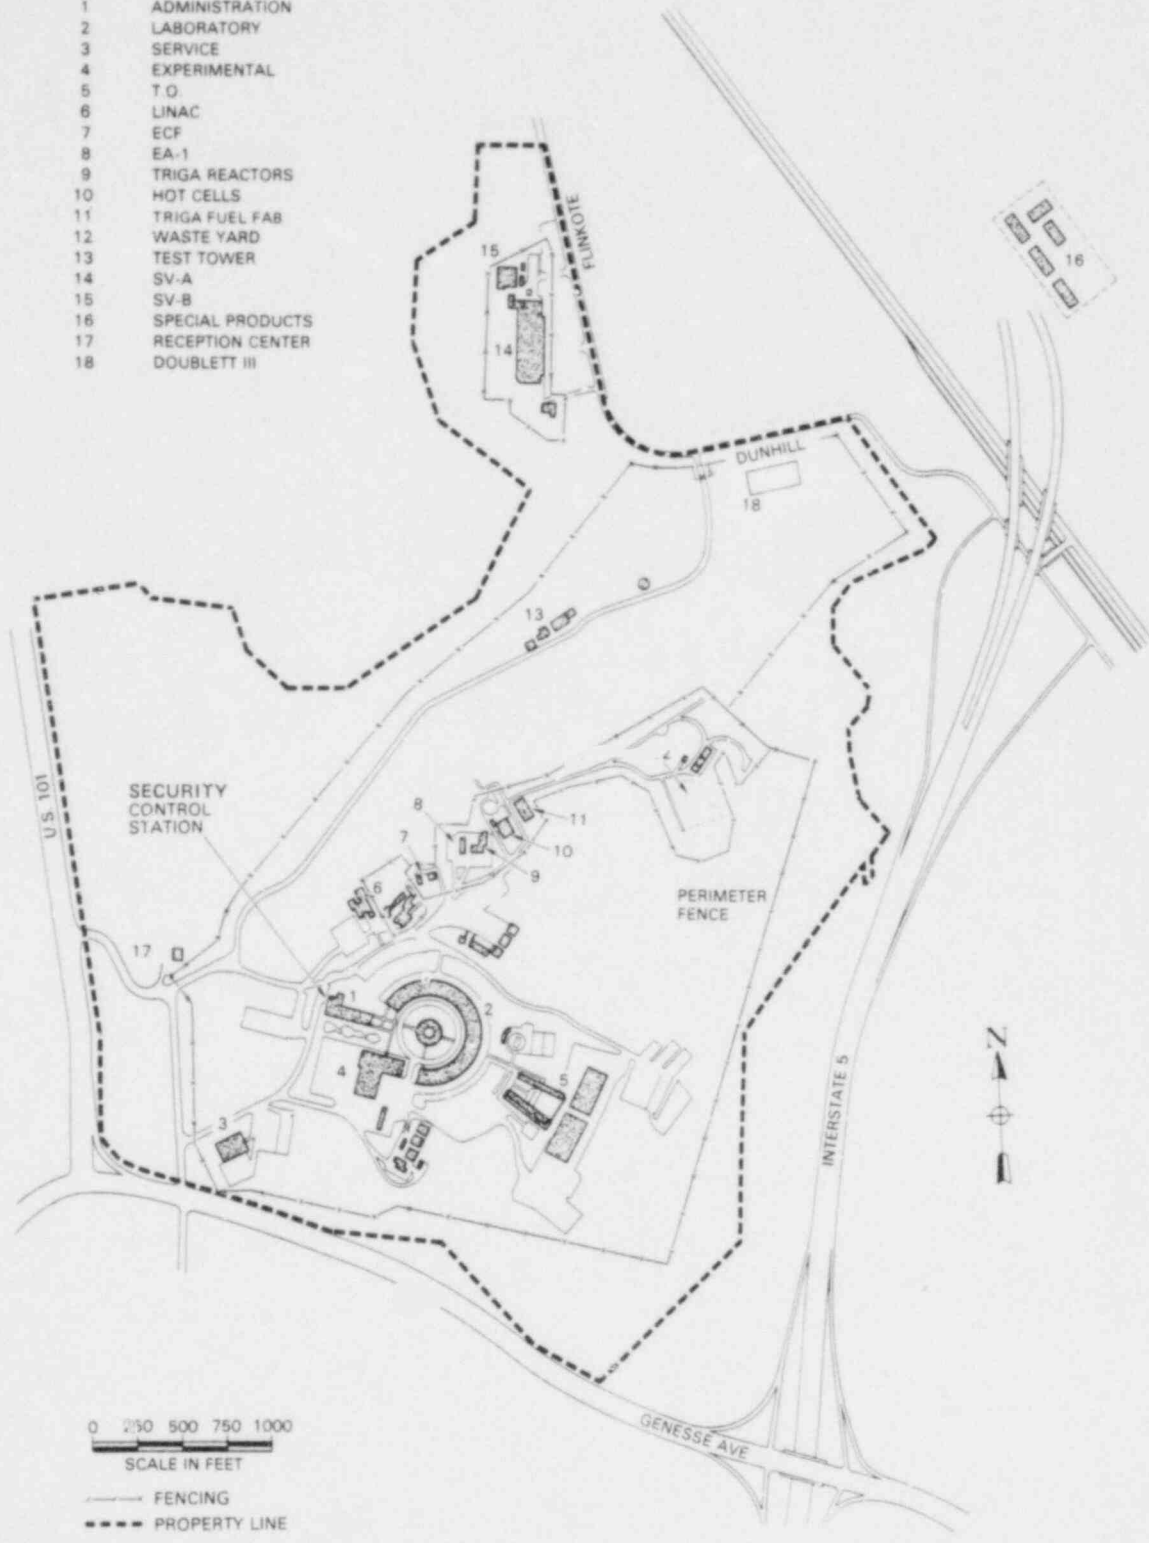 1 ADMINISTRATION
2 LABORATORY
3 SERVICE
4 EXPERIMENTAL
5 T.O.
6 LINAC
7 ECF
8 EA-1
9 TRIGA REACTORS
10 HOT CELLS
11 TRIGA FUEL FAB
12 WASTE YARD
13 TEST TOWER
14 SV-A
15 SV-B
16 SPECIAL PRODUCTS
17 RECEPTION CENTER
18 DOUBLETT III
FLINKOTE
15
16
14
DUNHILL
18
13
U.S. 101
SECURITY
CONTROL
STATION
8
11
7
10
9
6
PERIMETER
FENCE
17
1
2
4
5
3
INTERSTATE 5
N
GENESSE AVE
0 250 500 750 1000
SCALE IN FEET
FENCING
PROPERTY LINE